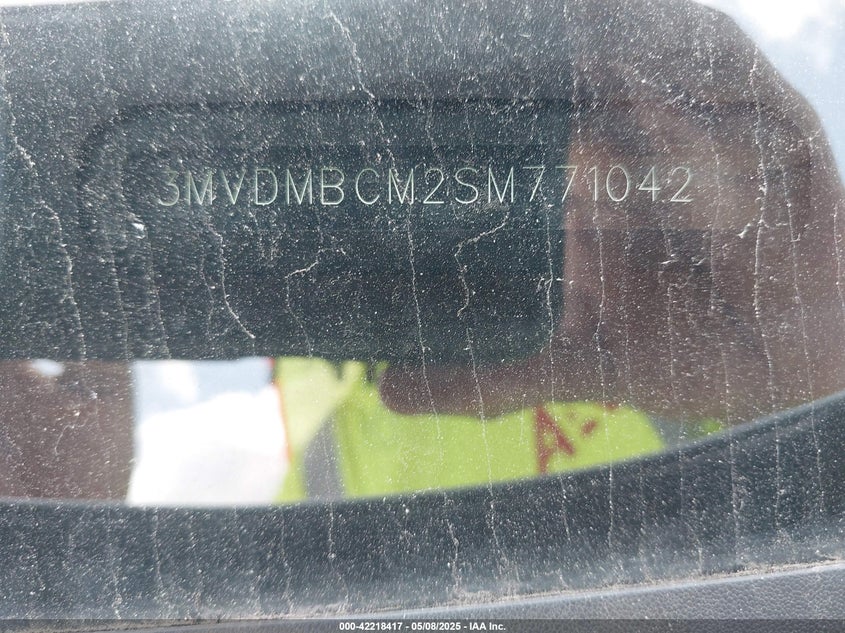 3MVDMBCM2SM771042
A-
000-42218417 - 05/08/2025 - IAA Inc.